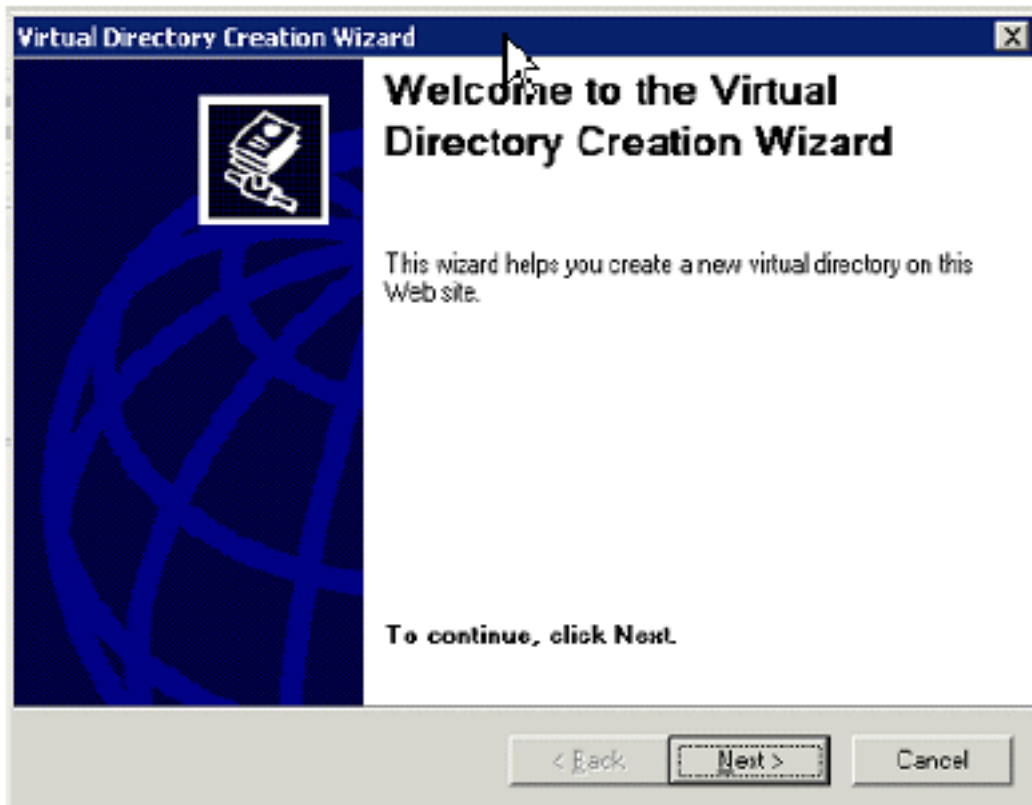 Virtual Directory Creation Wizard
Welcome to the Virtual
Directory Creation Wizard
This wizard helps you create a new virtual directory on this
Web site.
To continue, click Next.
< Back
Next >
Cancel